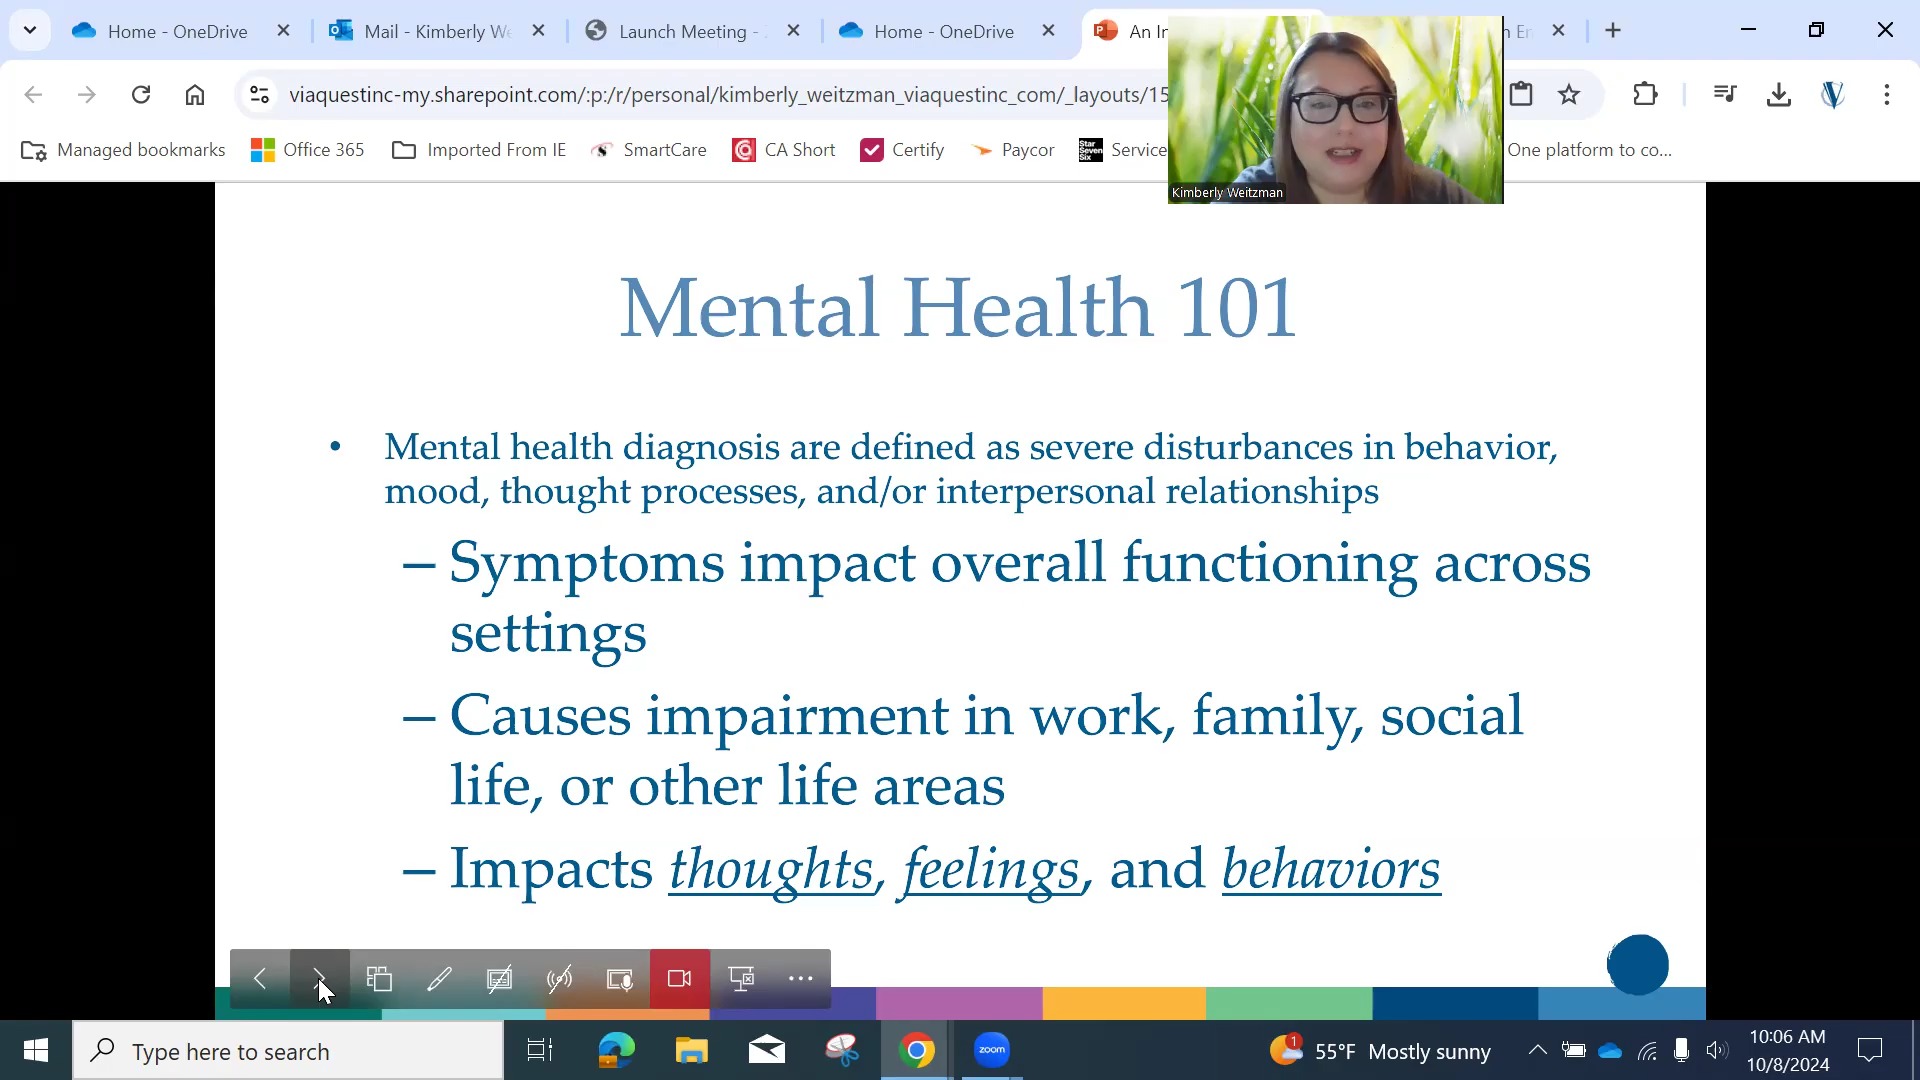 Home - OneDrive
Mail - Kimberly We
Launch Meeting -
Home - OneDrive
An In
n En
viaquestinc-my.sharepoint.com/:p:/r/personal/kimberly_weitzman_viaquestinc_com/_layouts/15
Managed bookmarks
Office 365
Imported From IE
SmartCare
CA Short
Certify
Paycor
Star Seven Six
Service
One platform to co...
Kimberly Weitzman
Mental Health 101
• Mental health diagnosis are defined as severe disturbances in behavior,
mood, thought processes, and/or interpersonal relationships
– Symptoms impact overall functioning across
settings
– Causes impairment in work, family, social
life, or other life areas
– Impacts thoughts, feelings, and behaviors
Type here to search
zoom
1
55°F Mostly sunny
10:06 AM
10/8/2024